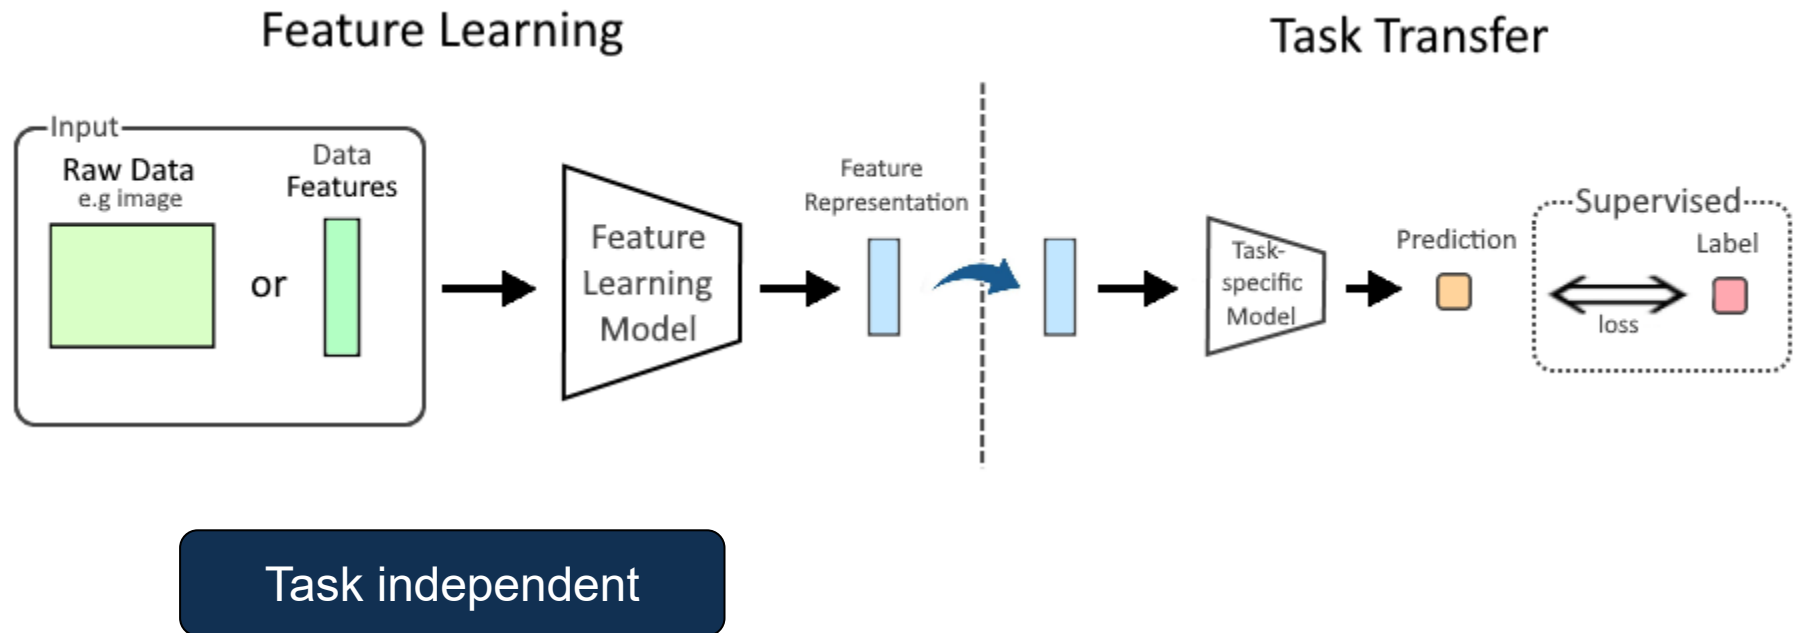 Feature Learning
Task Transfer
Input
Raw Data
e.g image
or
Data
Features
Feature
Learning
Model
Feature
Representation
Task-
specific
Model
Prediction
Supervised
loss
Label
Task independent